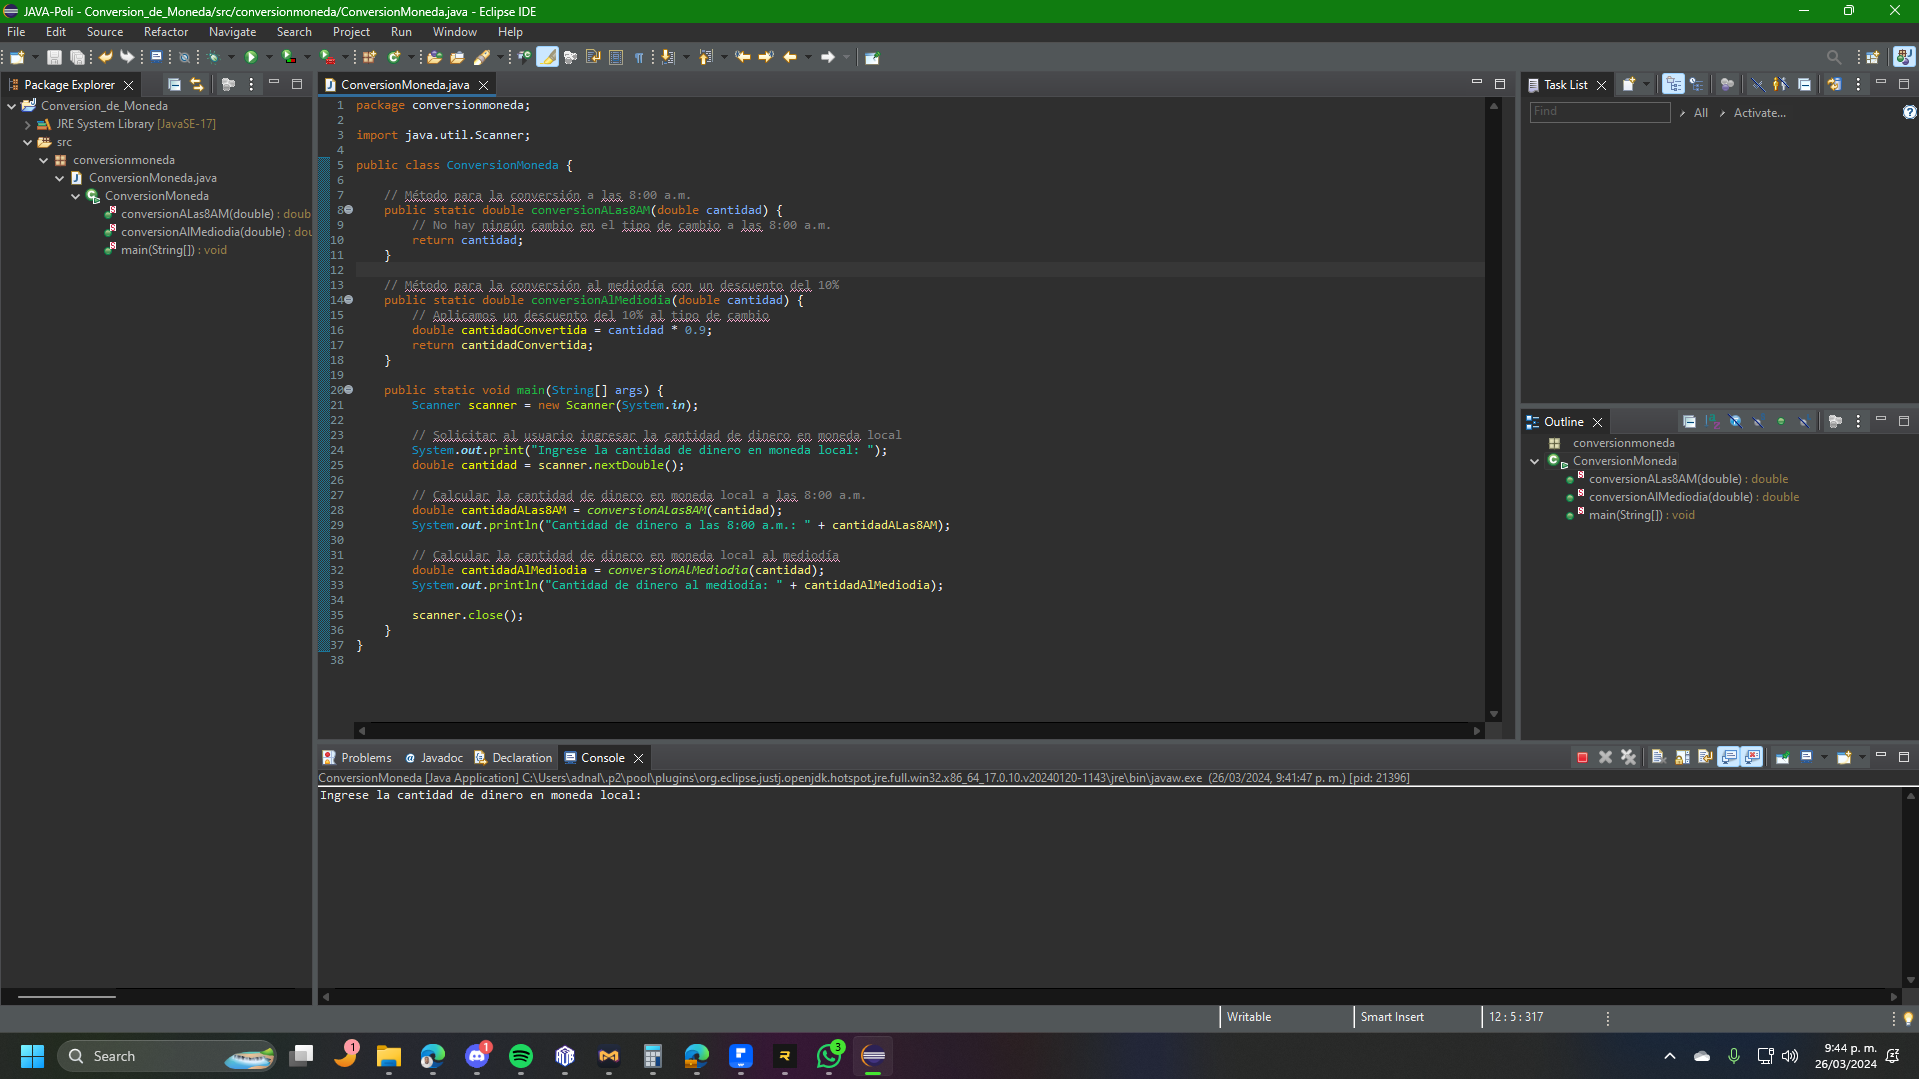 JAVA-Poli - Conversion_de_Moneda/src/conversionmoneda/ConversionMoneda.java - Eclipse IDE
File Edit Source Refactor Navigate Search Project Run Window Help
Package Explorer
Conversion_de_Moneda
JRE System Library [JavaSE-17]
src
conversionmoneda
ConversionMoneda.java
ConversionMoneda
conversionALas8AM(double) : doub
conversionAlMediodia(double) : dou
main(String[]) : void
ConversionMoneda.java
1 package conversionmoneda;
2
3 import java.util.Scanner;
4
5 public class ConversionMoneda {
6
7 // Método para la conversión a las 8:00 a.m.
8 public static double conversionALas8AM(double cantidad) {
9 // No hay ningún cambio en el tipo de cambio a las 8:00 a.m.
10 return cantidad;
11 }
12
13 // Método para la conversión al mediodía con un descuento del 10%
14 public static double conversionAlMediodia(double cantidad) {
15 // Aplicamos un descuento del 10% al tipo de cambio
16 double cantidadConvertida = cantidad * 0.9;
17 return cantidadConvertida;
18 }
19
20 public static void main(String[] args) {
21 Scanner scanner = new Scanner(System.in);
22
23 // Solicitar al usuario ingresar la cantidad de dinero en moneda local
24 System.out.print("Ingrese la cantidad de dinero en moneda local: ");
25 double cantidad = scanner.nextDouble();
26
27 // Calcular la cantidad de dinero en moneda local a las 8:00 a.m.
28 double cantidadALas8AM = conversionALas8AM(cantidad);
29 System.out.println("Cantidad de dinero a las 8:00 a.m.: " + cantidadALas8AM);
30
31 // Calcular la cantidad de dinero en moneda local al mediodía
32 double cantidadAlMediodia = conversionAlMediodia(cantidad);
33 System.out.println("Cantidad de dinero al mediodía: " + cantidadAlMediodia);
34
35 scanner.close();
36 }
37 }
38
Task List
Find All Activate...
Outline
conversionmoneda
ConversionMoneda
conversionALas8AM(double) : double
conversionAlMediodia(double) : double
main(String[]) : void
Problems Javadoc Declaration Console
ConversionMoneda [Java Application] C:\Users\adnal\.p2\pool\plugins\org.eclipse.justj.openjdk.hotspot.jre.full.win32.x86_64_17.0.10.v20240120-1143\jre\bin\javaw.exe (26/03/2024, 9:41:47 p. m.) [pid: 21396]
Ingrese la cantidad de dinero en moneda local:
Writable Smart Insert 12 : 5 : 317
Search 1 1 3 9:44 p. m.
26/03/2024